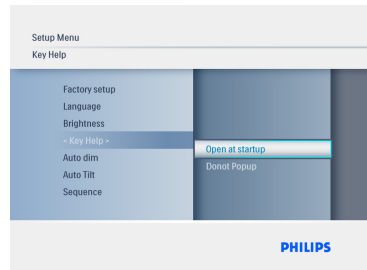 Setup Menu
Key Help
Factory setup
Language
Brightness
< Key Help >
Auto dim
Auto Tilt
Sequence
Open at startup
Donot Popup
PHILIPS